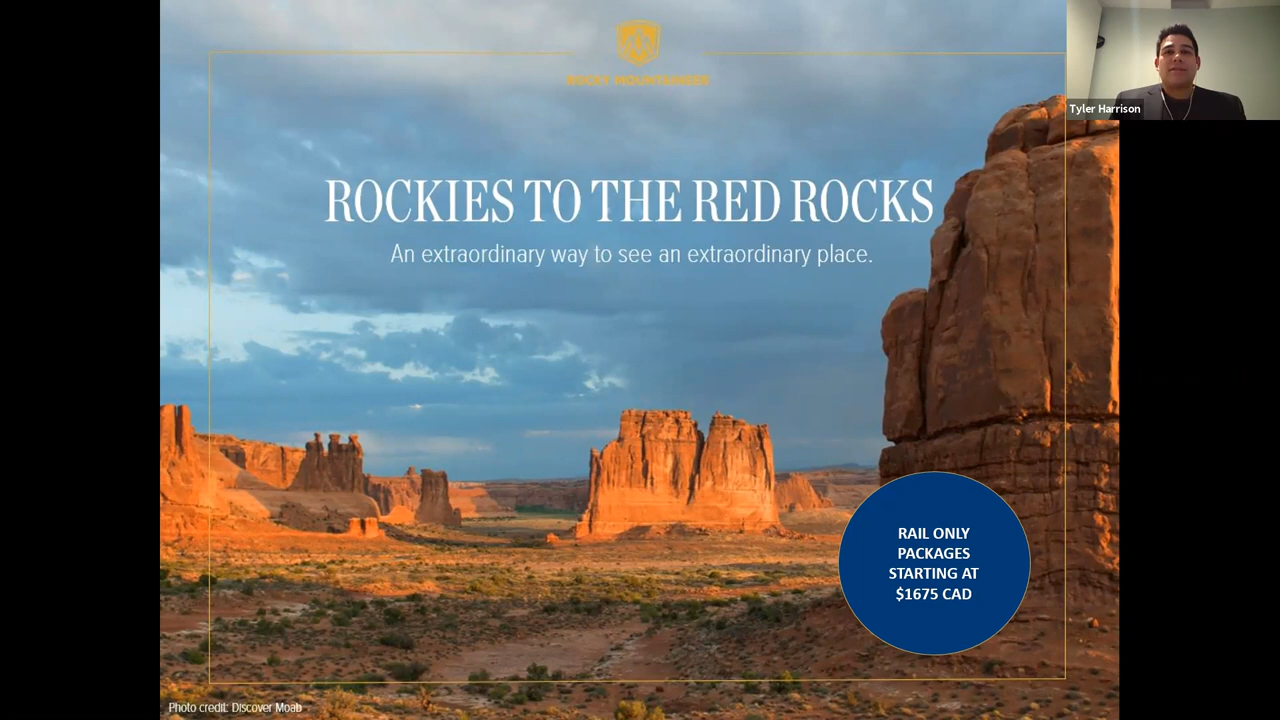 ROCKY MOUNTAINEER
Tyler Harrison
ROCKIES TO THE RED ROCKS
An extraordinary way to see an extraordinary place.
RAIL ONLY
PACKAGES
STARTING AT
$1675 CAD
Photo credit: Discover Moab